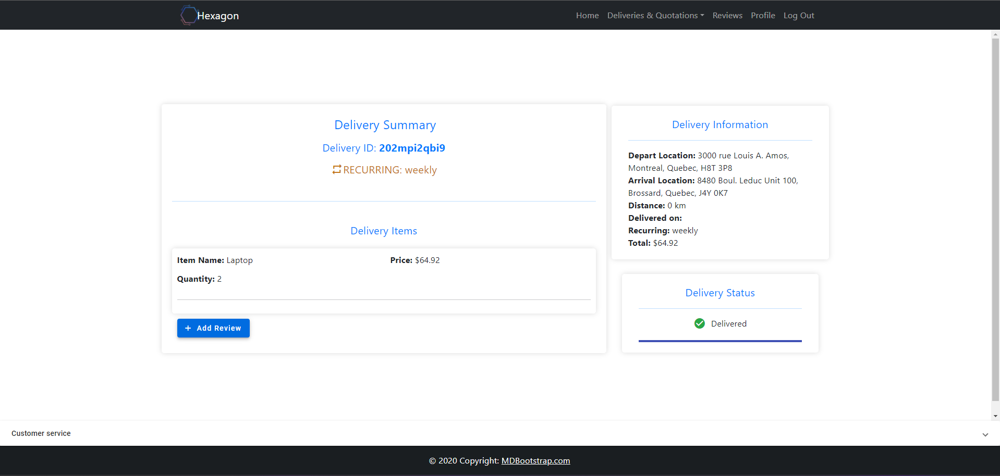 Hexagon
Home Deliveries & Quotations Reviews Profile Log Out
Delivery Summary
Delivery ID: 202mpi2qbi9
RECURRING: weekly
Delivery Items
Item Name: Laptop Price: $64.92
Quantity: 2
+ Add Review
Delivery Information
Depart Location: 3000 rue Louis A. Amos,
Montreal, Quebec, H8T 3P8
Arrival Location: 8480 Boul. Leduc Unit 100,
Brossard, Quebec, J4Y 0K7
Distance: 0 km
Delivered on:
Recurring: weekly
Total: $64.92
Delivery Status
Delivered
Customer service
© 2020 Copyright: MDBootstrap.com